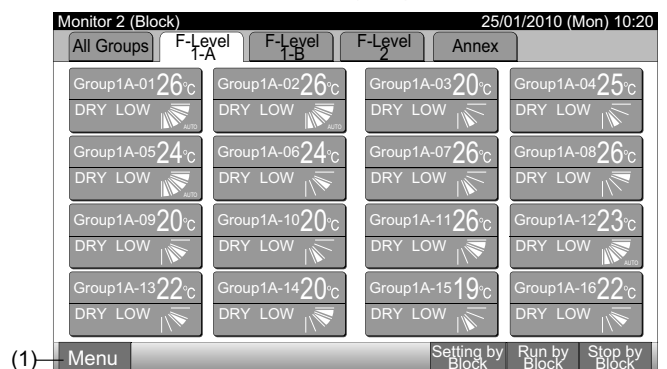 Monitor 2 (Block) 25/01/2010 (Mon) 10:20
All Groups F-Level 1-A F-Level 1-B F-Level 2 Annex
Group1A-01 26°C Group1A-02 26°C Group1A-03 20°C Group1A-04 25°C
DRY LOW AUTO DRY LOW AUTO DRY LOW DRY LOW
Group1A-05 24°C Group1A-06 24°C Group1A-07 26°C Group1A-08 26°C
DRY LOW AUTO DRY LOW DRY LOW DRY LOW
Group1A-09 20°C Group1A-10 20°C Group1A-11 26°C Group1A-12 23°C
DRY LOW DRY LOW DRY LOW DRY LOW AUTO
Group1A-13 22°C Group1A-14 20°C Group1A-15 19°C Group1A-16 22°C
DRY LOW DRY LOW DRY LOW DRY LOW
(1) Menu Setting by Block Run by Block Stop by Block